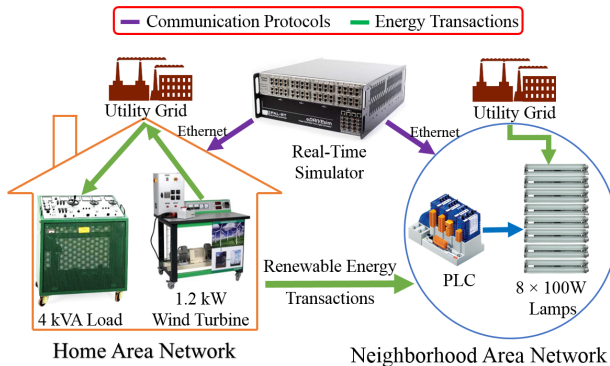 Communication Protocols
Energy Transactions
Utility Grid
Ethernet
Real-Time
Simulator
Ethernet
Utility Grid
4 kVA Load
1.2 kW
Wind Turbine
Renewable Energy
Transactions
PLC
8 × 100W
Lamps
Home Area Network
Neighborhood Area Network